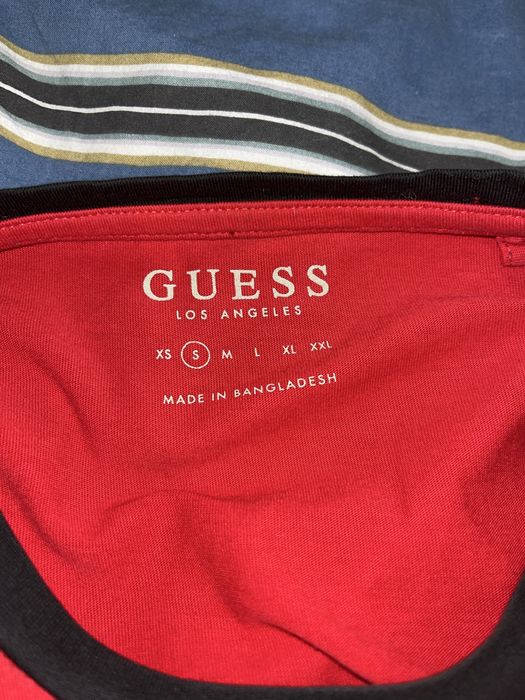 GUESS
LOS ANGELES
XS S M L XL XXL
MADE IN BANGLADESH